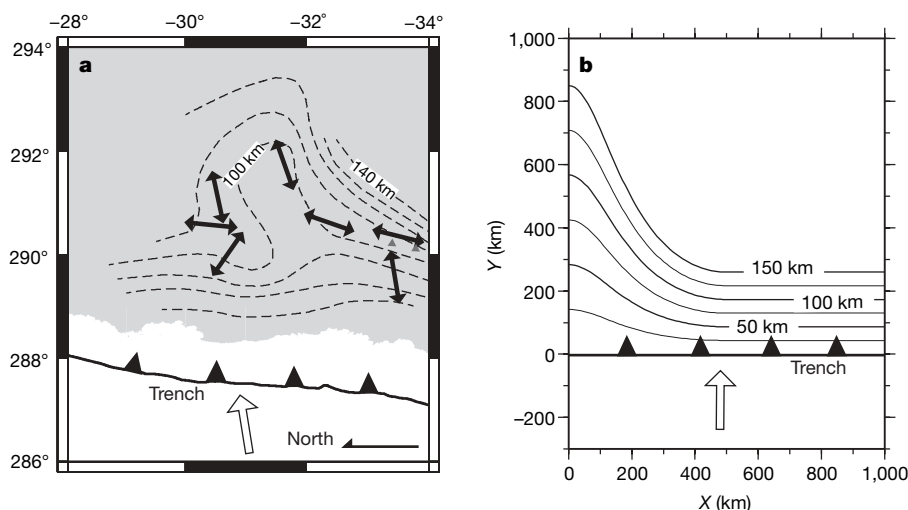 −28° −30° −32° −34°
294°
292°
290°
288°
286°
a
100 km
140 km
Trench
North
b
1,000
800
600
400
200
0
−200
Y (km)
150 km
100 km
50 km
Trench
0 200 400 600 800 1,000
X (km)